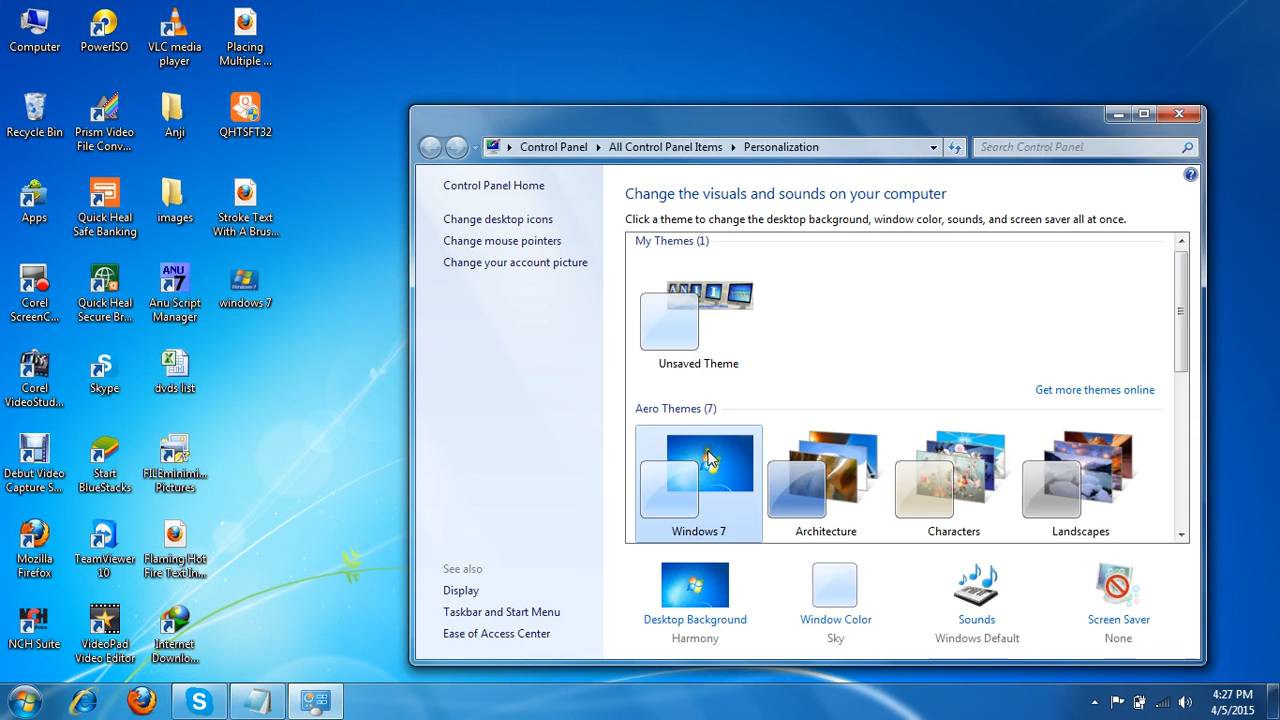 Computer
PowerISO
VLC media
player
Placing
Multiple ...
Recycle Bin
Prism Video
File Conv...
Anji
QHTSFT32
Apps
Quick Heal
Safe Banking
images
Stroke Text
With A Brus...
Corel
ScreenC...
Quick Heal
Secure Br...
ANU
7
Anu Script
Manager
windows 7
Corel
VideoStud...
Skype
dvds list
Debut Video
Capture S...
Start
BlueStacks
FILEminimi...
Pictures
Mozilla
Firefox
TeamViewer
10
Flaming Hot
Fire Text In...
NCH
NCH Suite
VideoPad
Video Editor
Internet
Downlo...
Control Panel
All Control Panel Items
Personalization
Search Control Panel
Control Panel Home
Change desktop icons
Change mouse pointers
Change your account picture
See also
Display
Taskbar and Start Menu
Ease of Access Center
Change the visuals and sounds on your computer
Click a theme to change the desktop background, window color, sounds, and screen saver all at once.
My Themes (1)
Unsaved Theme
Get more themes online
Aero Themes (7)
Windows 7
Architecture
Characters
Landscapes
Desktop Background
Harmony
Window Color
Sky
Sounds
Windows Default
Screen Saver
None
4:27 PM
4/5/2015